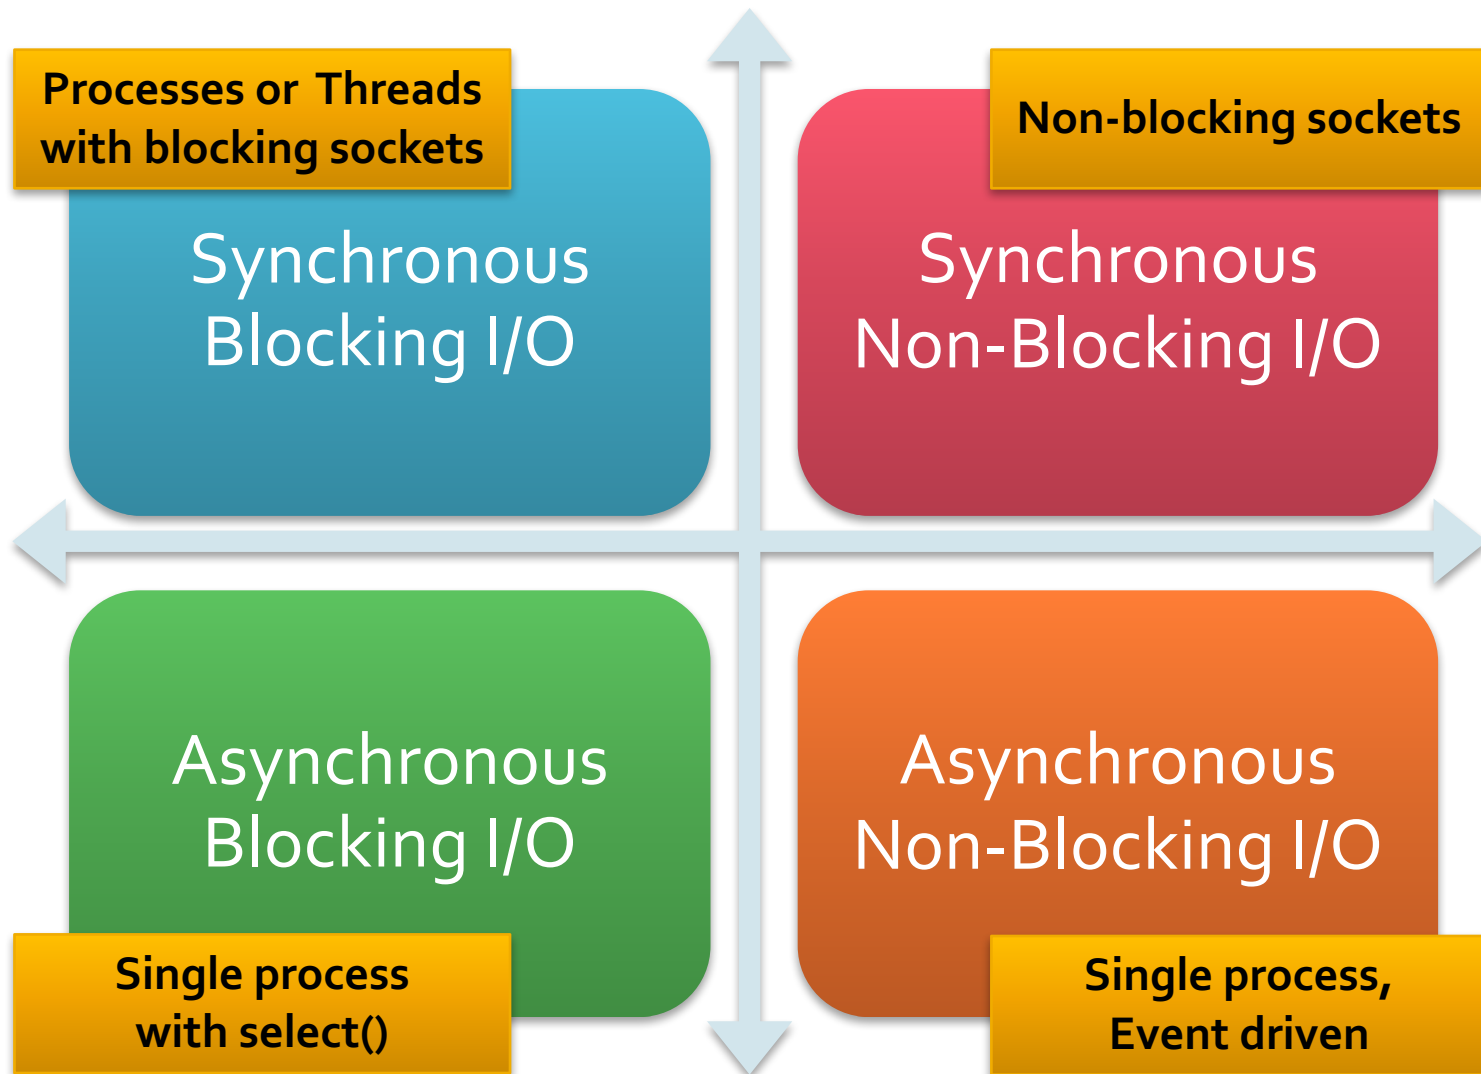 Processes or Threads
with blocking sockets
Synchronous
Blocking I/O
Non-blocking sockets
Synchronous
Non-Blocking I/O
Asynchronous
Blocking I/O
Single process
with select()
Asynchronous
Non-Blocking I/O
Single process,
Event driven